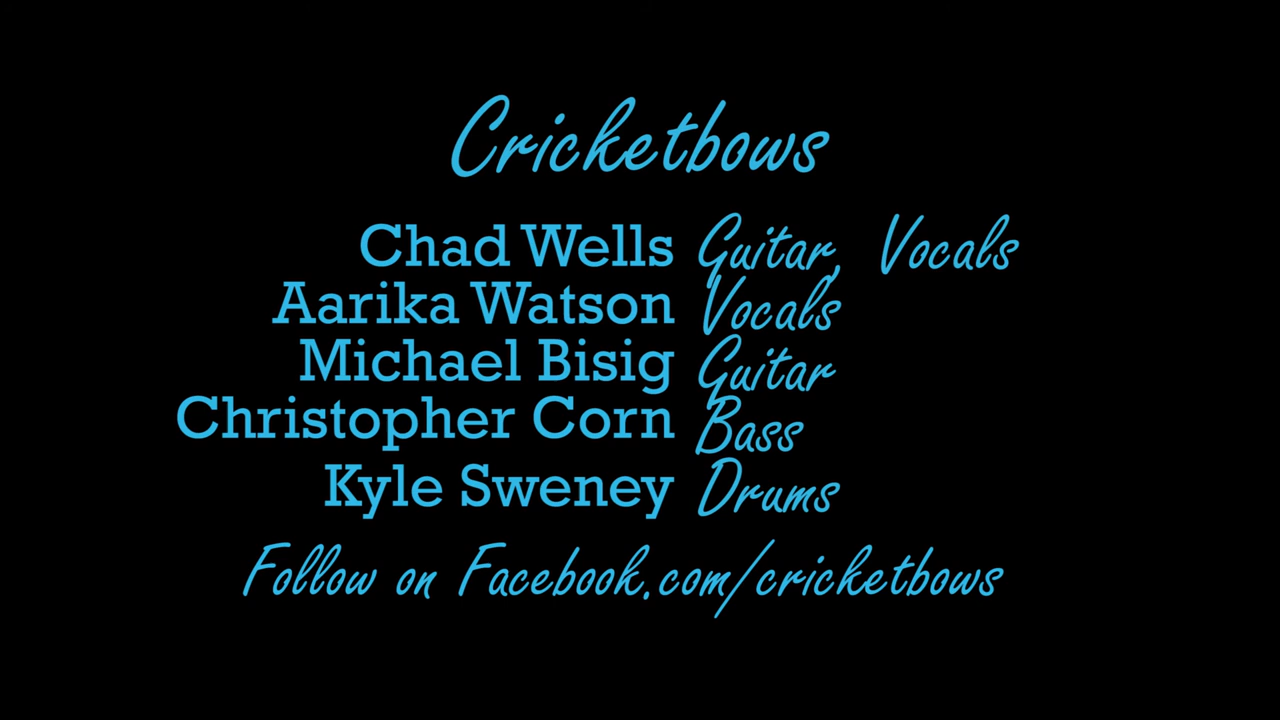 Cricketbows
Chad Wells Guitar, Vocals
Aarika Watson Vocals
Michael Bisig Guitar
Christopher Corn Bass
Kyle Sweney Drums
Follow on Facebook.com/cricketbows